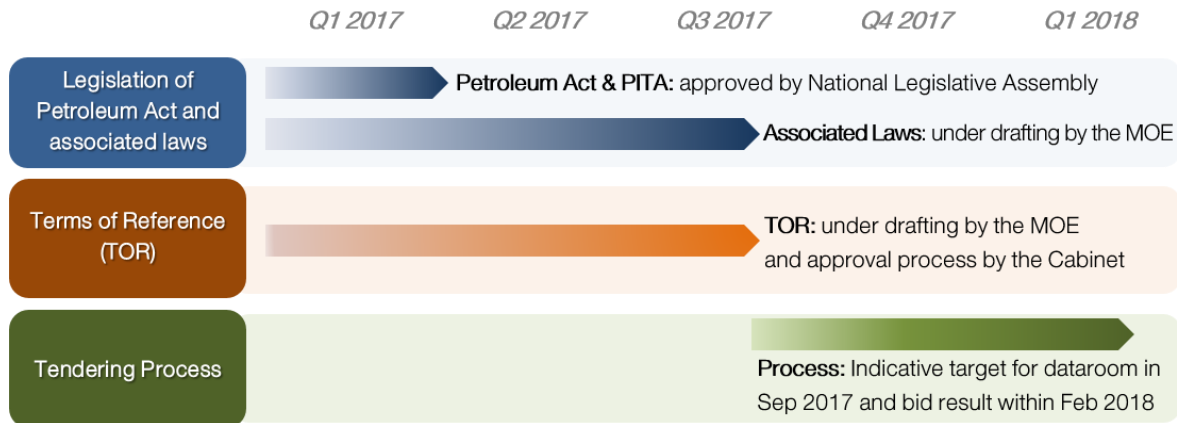 Q1 2017 Q2 2017 Q3 2017 Q4 2017 Q1 2018
Legislation of
Petroleum Act and
associated laws
Petroleum Act & PITA: approved by National Legislative Assembly
Associated Laws: under drafting by the MOE
Terms of Reference
(TOR)
TOR: under drafting by the MOE
and approval process by the Cabinet
Tendering Process
Process: Indicative target for dataroom in
Sep 2017 and bid result within Feb 2018